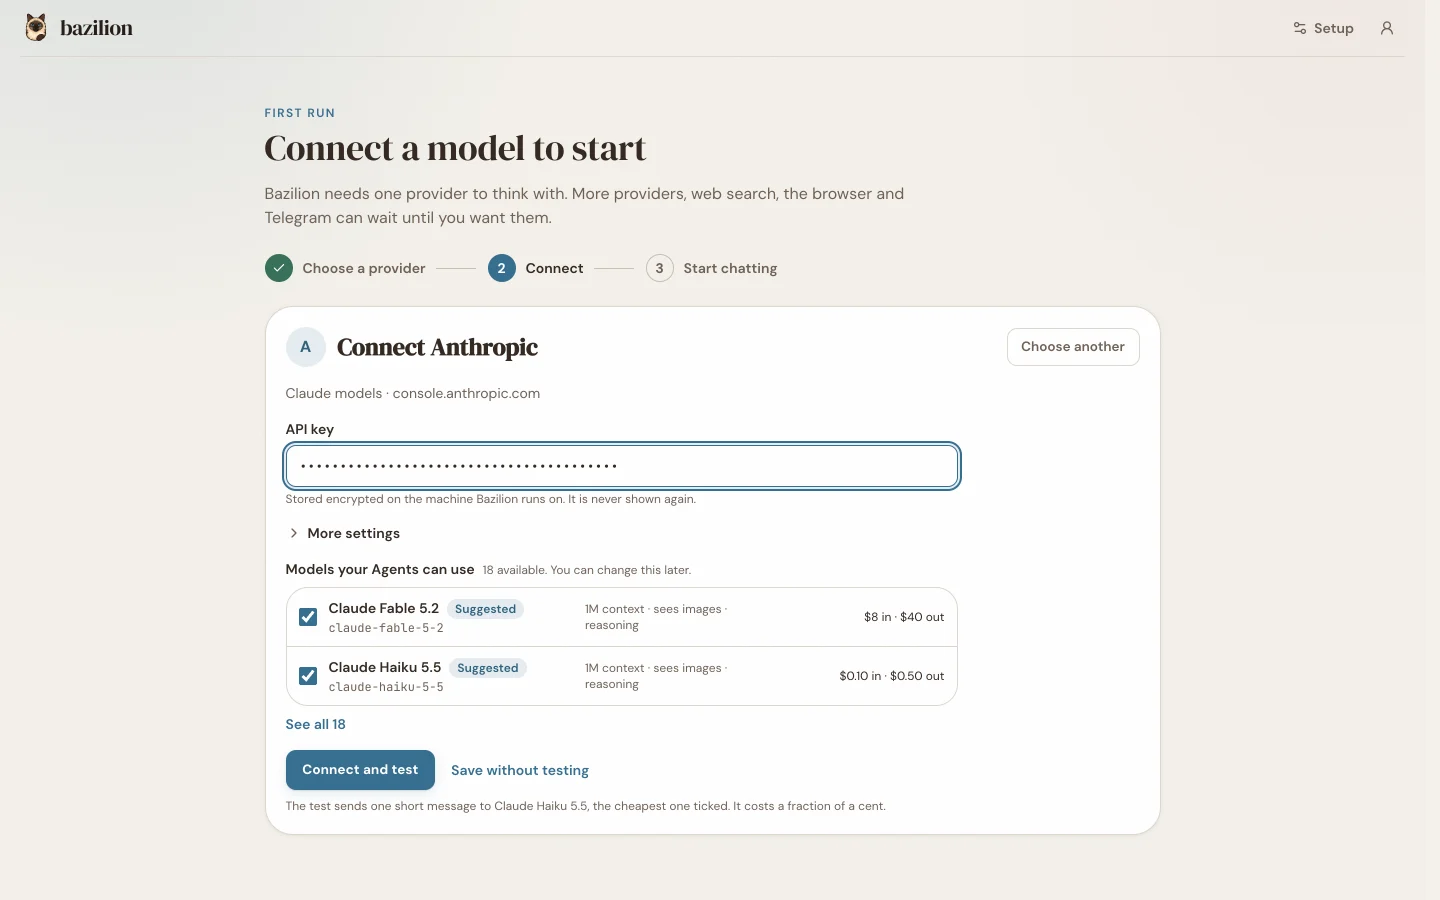 bazilion
Setup
FIRST RUN
Connect a model to start
Bazilion needs one provider to think with. More providers, web search, the browser and
Telegram can wait until you want them.
Choose a provider
2 Connect
3 Start chatting
A Connect Anthropic
Choose another
Claude models · console.anthropic.com
API key
••••••••••••••••••••••••••••••••••••••••
Stored encrypted on the machine Bazilion runs on. It is never shown again.
More settings
Models your Agents can use 18 available. You can change this later.
Claude Fable 5.2 Suggested
claude-fable-5-2
1M context · sees images ·
reasoning
$8 in · $40 out
Claude Haiku 5.5 Suggested
claude-haiku-5-5
1M context · sees images ·
reasoning
$0.10 in · $0.50 out
See all 18
Connect and test
Save without testing
The test sends one short message to Claude Haiku 5.5, the cheapest one ticked. It costs a fraction of a cent.